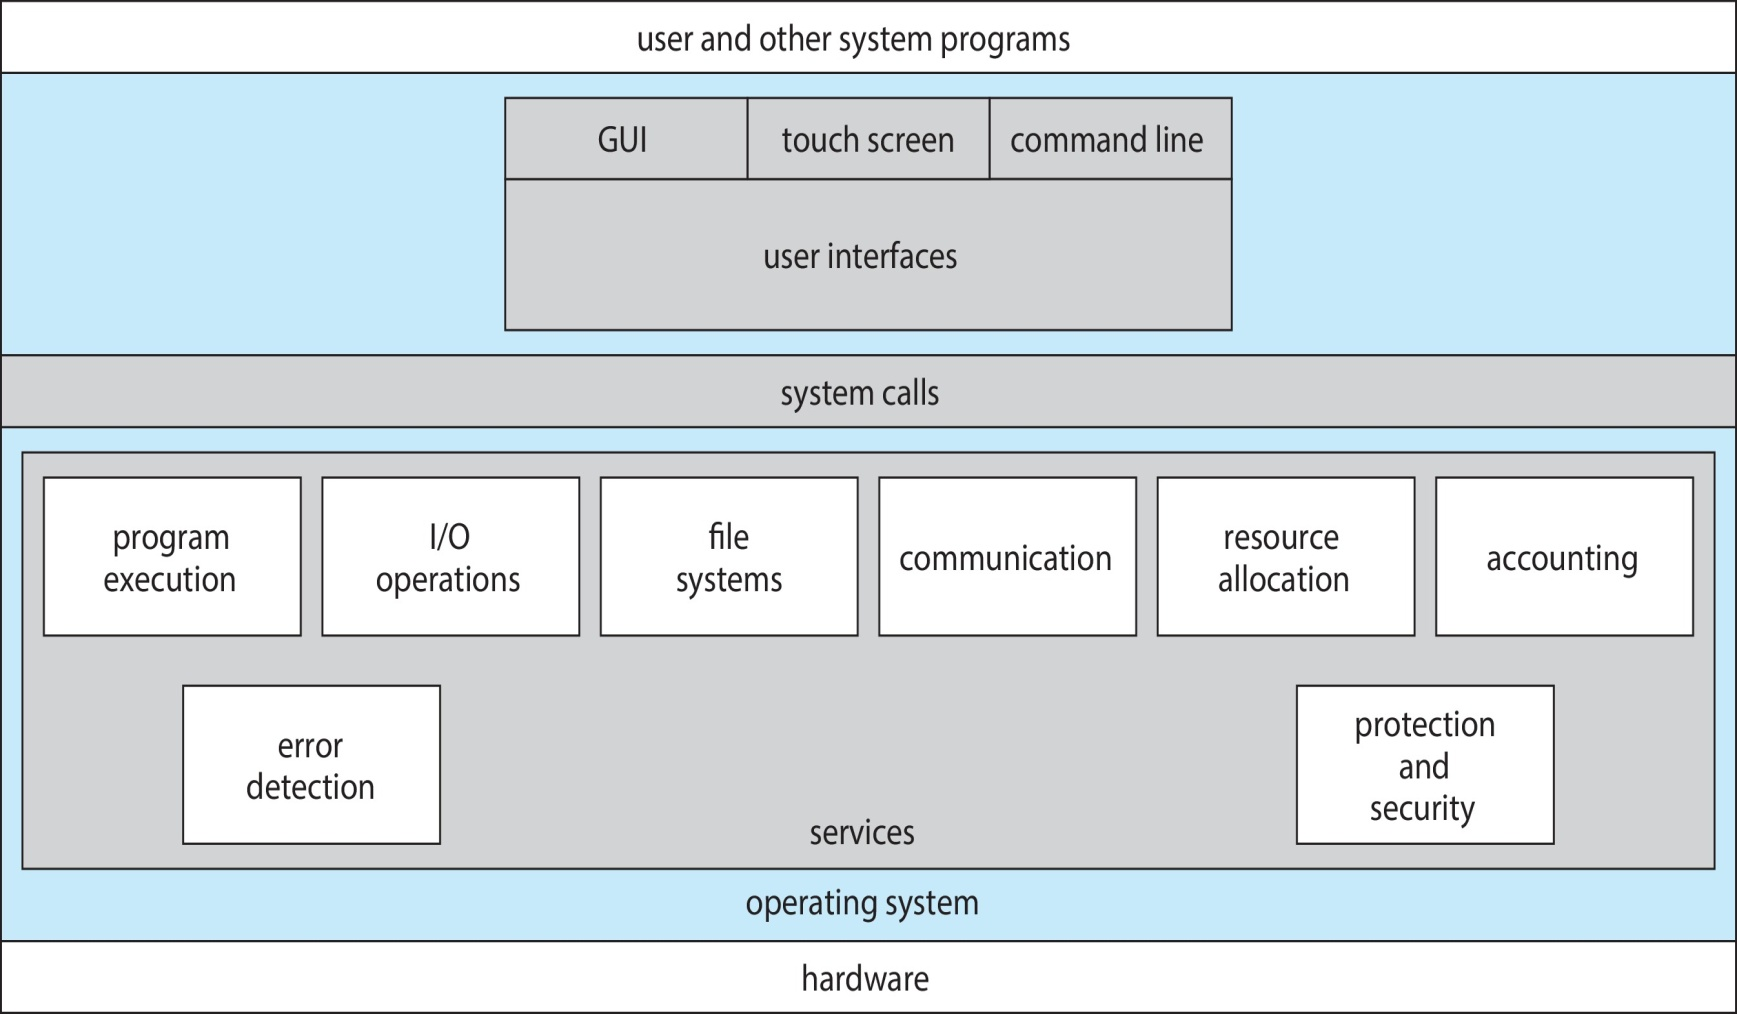 user and other system programs
GUI
touch screen
command line
user interfaces
system calls
program
execution
I/O
operations
file
systems
communication
resource
allocation
accounting
error
detection
protection
and
security
services
operating system
hardware